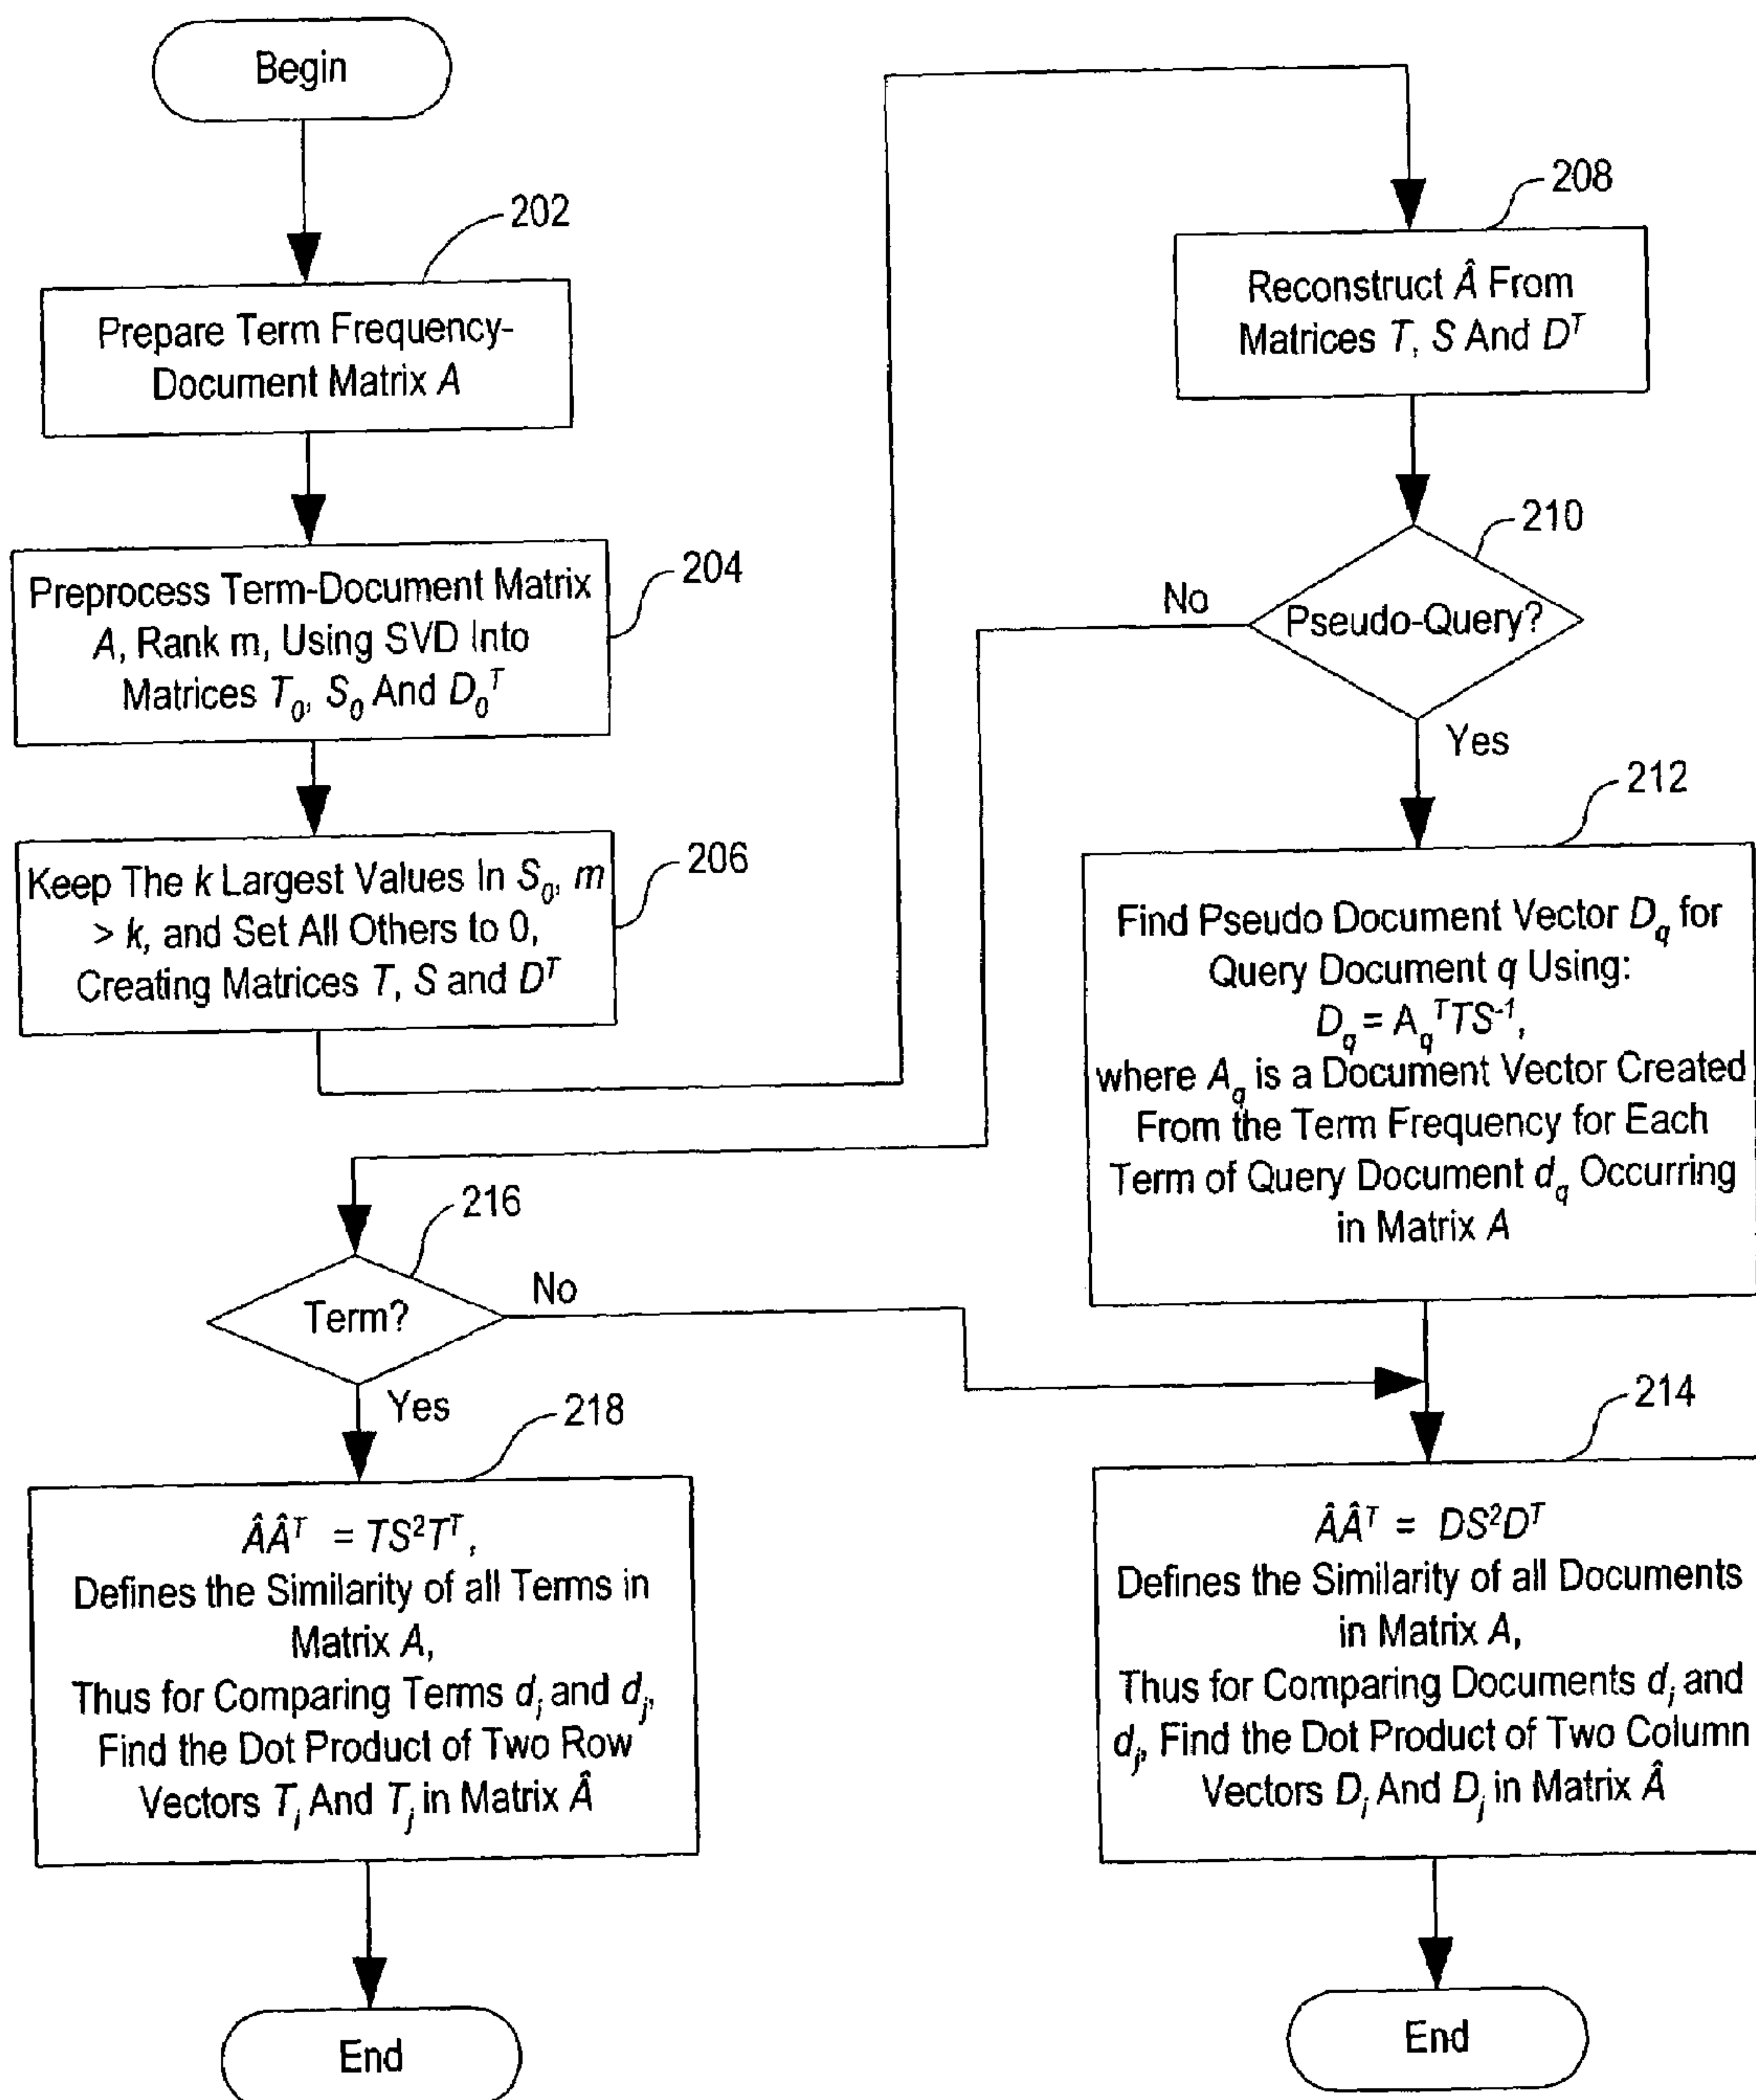 Begin
202
Prepare Term Frequency-
Document Matrix A
204
Preprocess Term-Document Matrix
A, Rank m, Using SVD Into
Matrices T₀, S₀ And D₀ᵀ
206
Keep The k Largest Values In S₀, m
> k, and Set All Others to 0,
Creating Matrices T, S and Dᵀ
208
Reconstruct Â From
Matrices T, S And Dᵀ
210
Pseudo-Query?
No
Yes
212
Find Pseudo Document Vector D_q for
Query Document q Using:
D_q = A_qᵀTS⁻¹,
where A_q is a Document Vector Created
From the Term Frequency for Each
Term of Query Document d_q Occurring
in Matrix A
216
Term?
No
Yes
218
ÂÂᵀ = TS²Tᵀ,
Defines the Similarity of all Terms in
Matrix A,
Thus for Comparing Terms dᵢ and dⱼ,
Find the Dot Product of Two Row
Vectors Tᵢ And Tⱼ in Matrix Â
End
214
ÂÂᵀ = DS²Dᵀ
Defines the Similarity of all Documents
in Matrix A,
Thus for Comparing Documents dᵢ and
dⱼ, Find the Dot Product of Two Column
Vectors Dᵢ And Dⱼ in Matrix Â
End